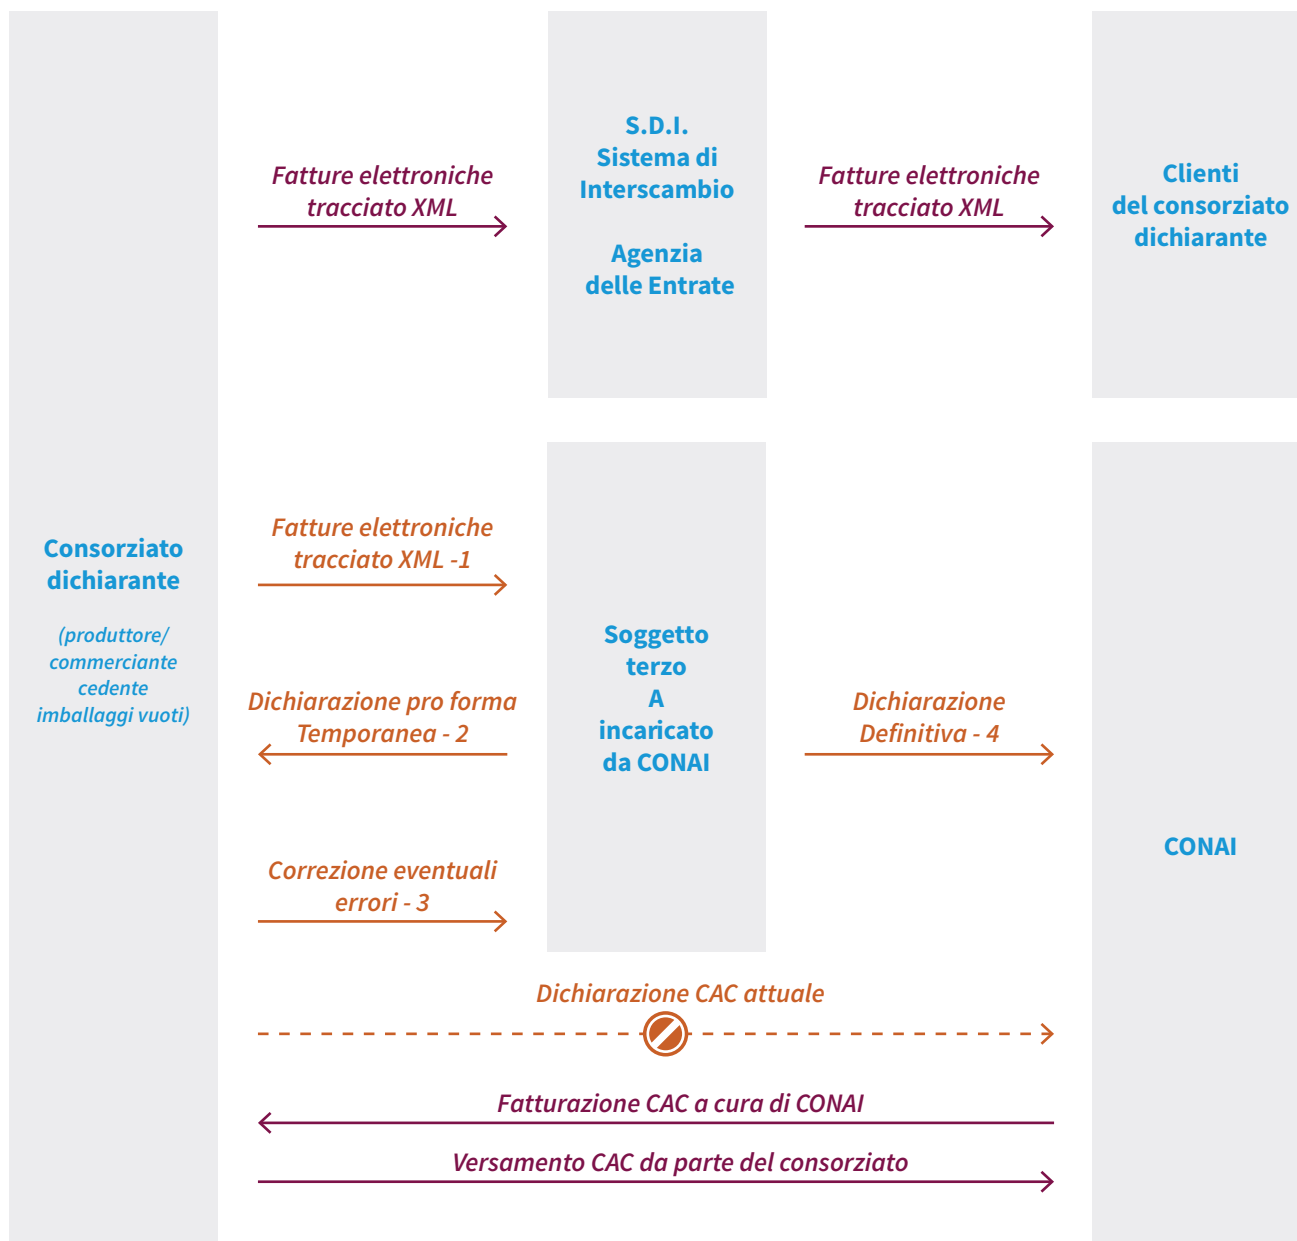 Fatture elettroniche
tracciato XML
S.D.I.
Sistema di
Interscambio
Agenzia
delle Entrate
Fatture elettroniche
tracciato XML
Clienti
del consorziato
dichiarante
Consorziato
dichiarante
(produttore/
commerciante
cedente
imballaggi vuoti)
Fatture elettroniche
tracciato XML -1
Dichiarazione pro forma
Temporanea - 2
Correzione eventuali
errori - 3
Soggetto
terzo
A
incaricato
da CONAI
Dichiarazione
Definitiva - 4
CONAI
Dichiarazione CAC attuale
Fatturazione CAC a cura di CONAI
Versamento CAC da parte del consorziato